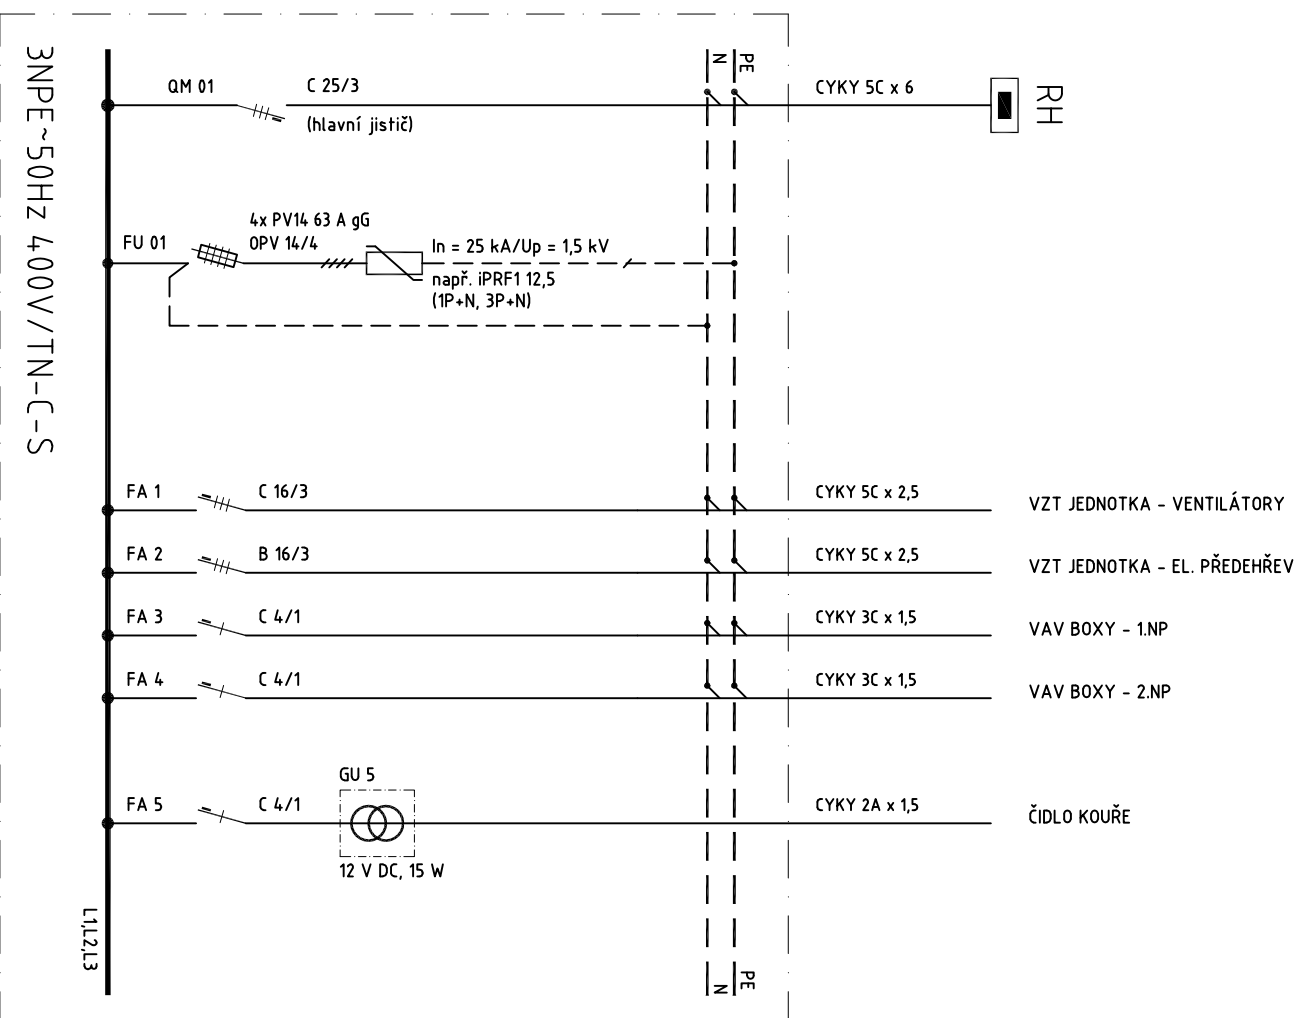 3NPE~50Hz 400V/TN-C-S
N
PE
QM 01
C 25/3
(hlavní jistič)
CYKY 5C x 6
RH
FU 01
4x PV14 63 A gG
OPV 14/4
In = 25 kA/Up = 1,5 kV
např. iPRF1 12,5
(1P+N, 3P+N)
FA 1
C 16/3
CYKY 5C x 2,5
VZT JEDNOTKA - VENTILÁTORY
FA 2
B 16/3
CYKY 5C x 2,5
VZT JEDNOTKA - EL. PŘEDEHŘEV
FA 3
C 4/1
CYKY 3C x 1,5
VAV BOXY - 1.NP
FA 4
C 4/1
CYKY 3C x 1,5
VAV BOXY - 2.NP
GU 5
FA 5
C 4/1
CYKY 2A x 1,5
ČIDLO KOUŘE
12 V DC, 15 W
L1,L2,L3
N
PE